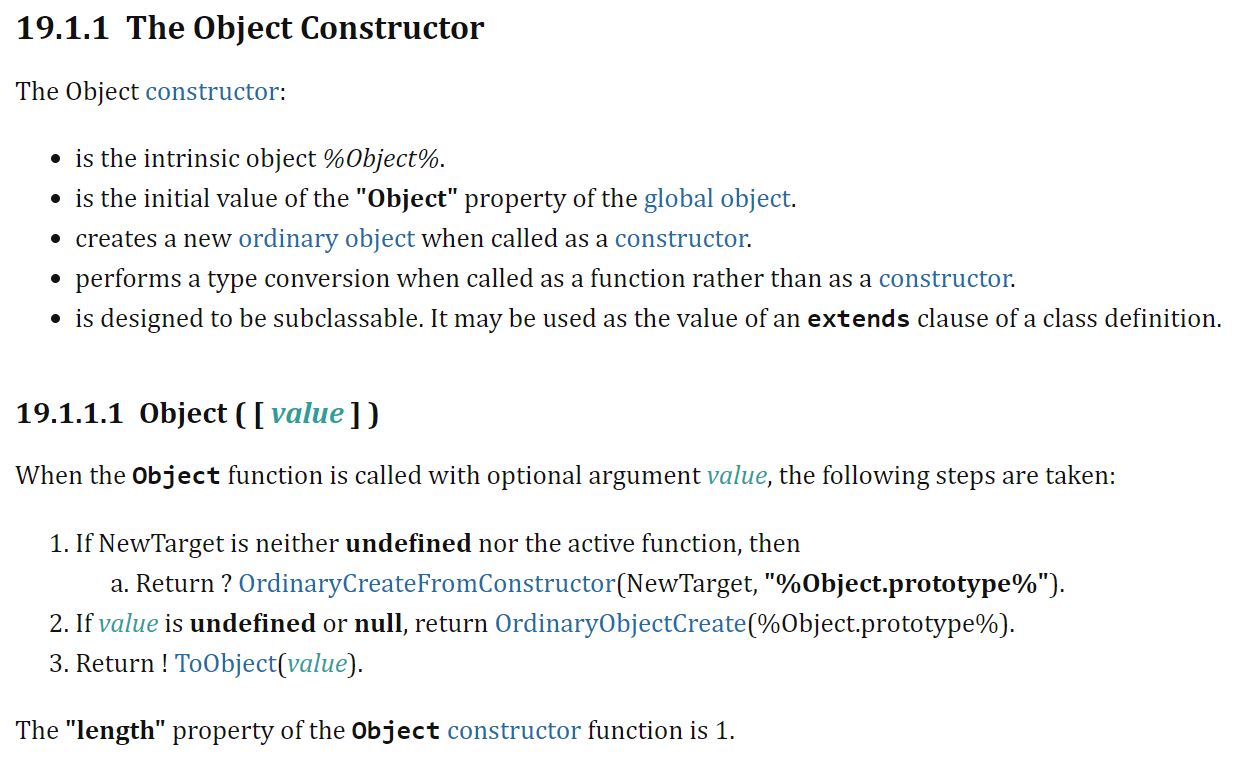 19.1.1 The Object Constructor
The Object constructor:
• is the intrinsic object %Object%.
• is the initial value of the "Object" property of the global object.
• creates a new ordinary object when called as a constructor.
• performs a type conversion when called as a function rather than as a constructor.
• is designed to be subclassable. It may be used as the value of an extends clause of a class definition.
19.1.1.1 Object ( [ value ] )
When the Object function is called with optional argument value, the following steps are taken:
1. If NewTarget is neither undefined nor the active function, then
a. Return ? OrdinaryCreateFromConstructor(NewTarget, "%Object.prototype%").
2. If value is undefined or null, return OrdinaryObjectCreate(%Object.prototype%).
3. Return ! ToObject(value).
The "length" property of the Object constructor function is 1.